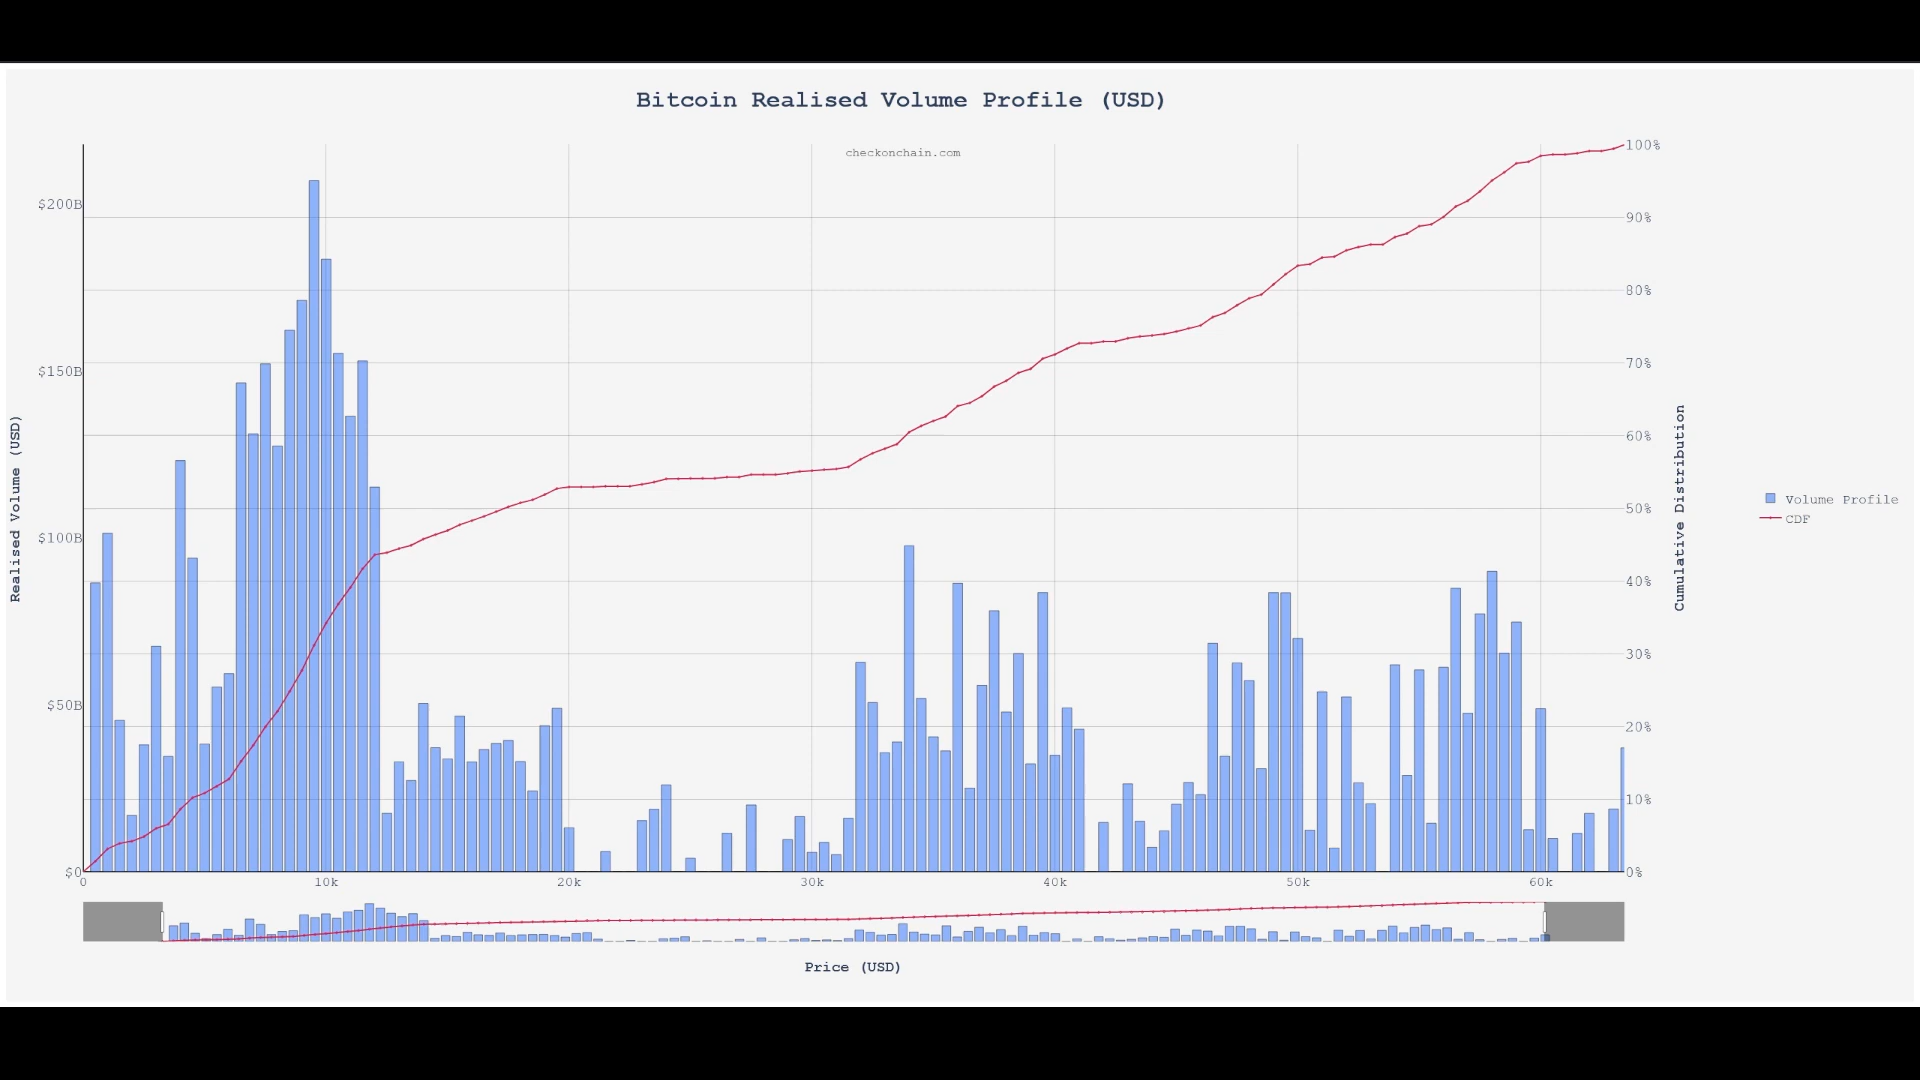 Bitcoin Realised Volume Profile (USD)
checkonchain.com
$200B
$150B
$100B
$50B
$0
Realised Volume (USD)
100%
90%
80%
70%
60%
50%
40%
30%
20%
10%
0%
Cumulative Distribution
Volume Profile
CDF
0 10k 20k 30k 40k 50k 60k
Price (USD)